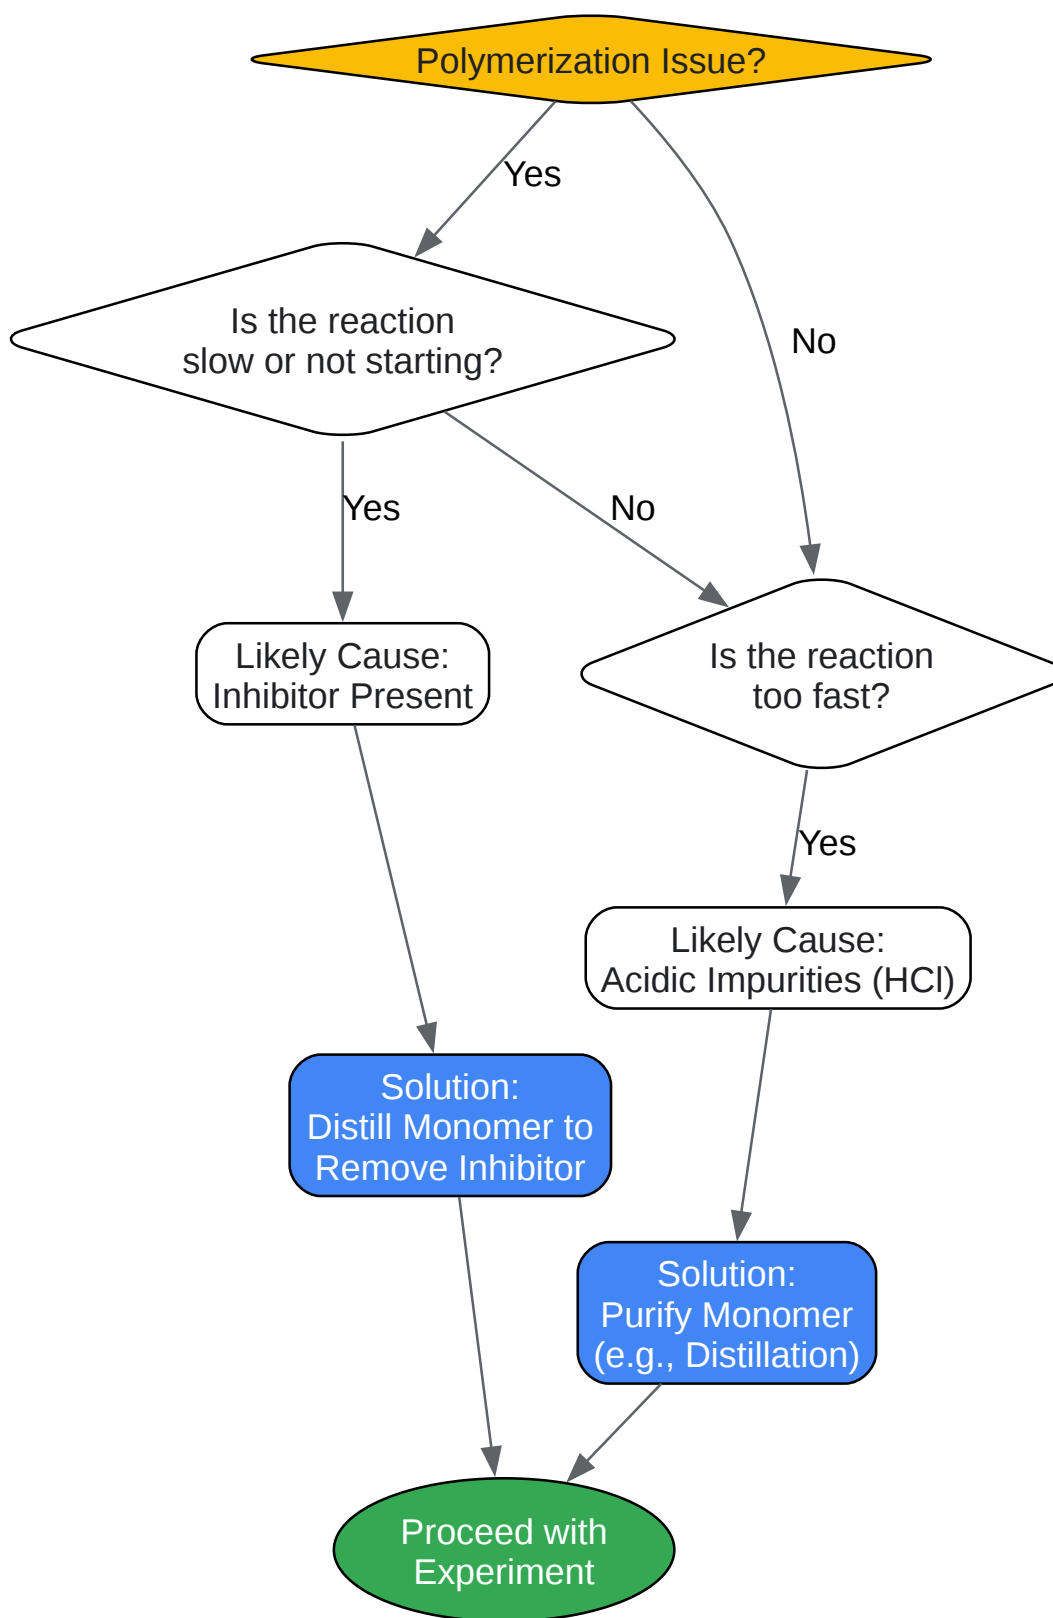 Polymerization Issue?
Yes
Is the reaction
slow or not starting?
No
Yes
No
Likely Cause:
Inhibitor Present
Is the reaction
too fast?
Yes
Likely Cause:
Acidic Impurities (HCl)
Solution:
Distill Monomer to
Remove Inhibitor
Solution:
Purify Monomer
(e.g., Distillation)
Proceed with
Experiment